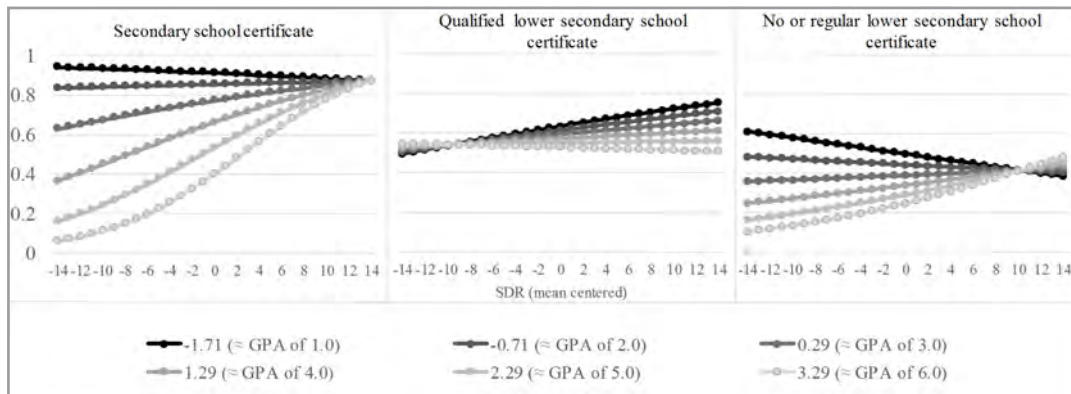 Secondary school certificate
Qualified lower secondary school
certificate
No or regular lower secondary school
certificate
1
0.8
0.6
0.4
0.2
0
-14 -12 -10 -8 -6 -4 -2 0 2 4 6 8 10 12 14
-14 -12 -10 -8 -6 -4 -2 0 2 4 6 8 10 12 14
-14 -12 -10 -8 -6 -4 -2 0 2 4 6 8 10 12 14
SDR (mean centered)
-1.71 (≈ GPA of 1.0)
-0.71 (≈ GPA of 2.0)
0.29 (≈ GPA of 3.0)
1.29 (≈ GPA of 4.0)
2.29 (≈ GPA of 5.0)
3.29 (≈ GPA of 6.0)